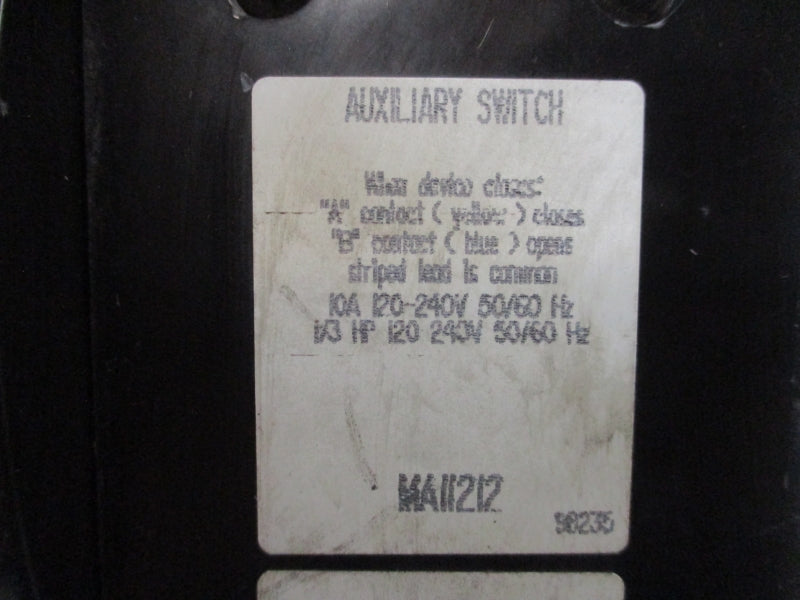 AUXILIARY SWITCH
When device closes:
"A" contact ( yellow ) closes
"B" contact ( blue ) opens
striped lead is common
10A 120-240V 50/60 Hz
1/3 HP 120 240V 50/60 Hz
MA11212
98235